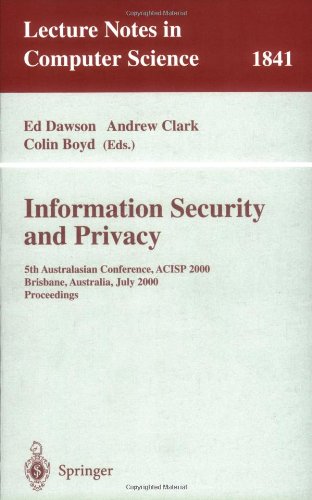 Lecture Notes in
Computer Science 1841
Ed Dawson Andrew Clark
Colin Boyd (Eds.)
Information Security
and Privacy
5th Australasian Conference, ACISP 2000
Brisbane, Australia, July 2000
Proceedings
Springer